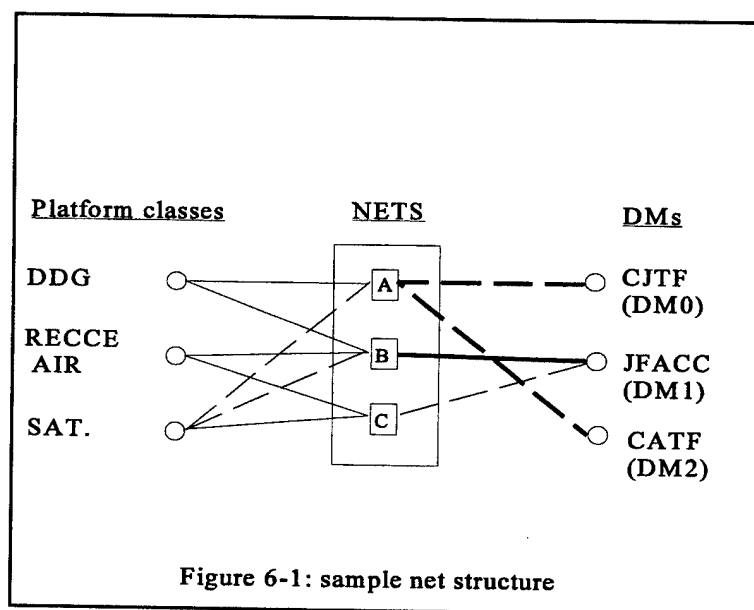 Platform classes NETS DMs
DDG A CJTF
(DM0)
RECCE
AIR B JFACC
(DM1)
SAT. C CATF
(DM2)
Figure 6-1: sample net structure